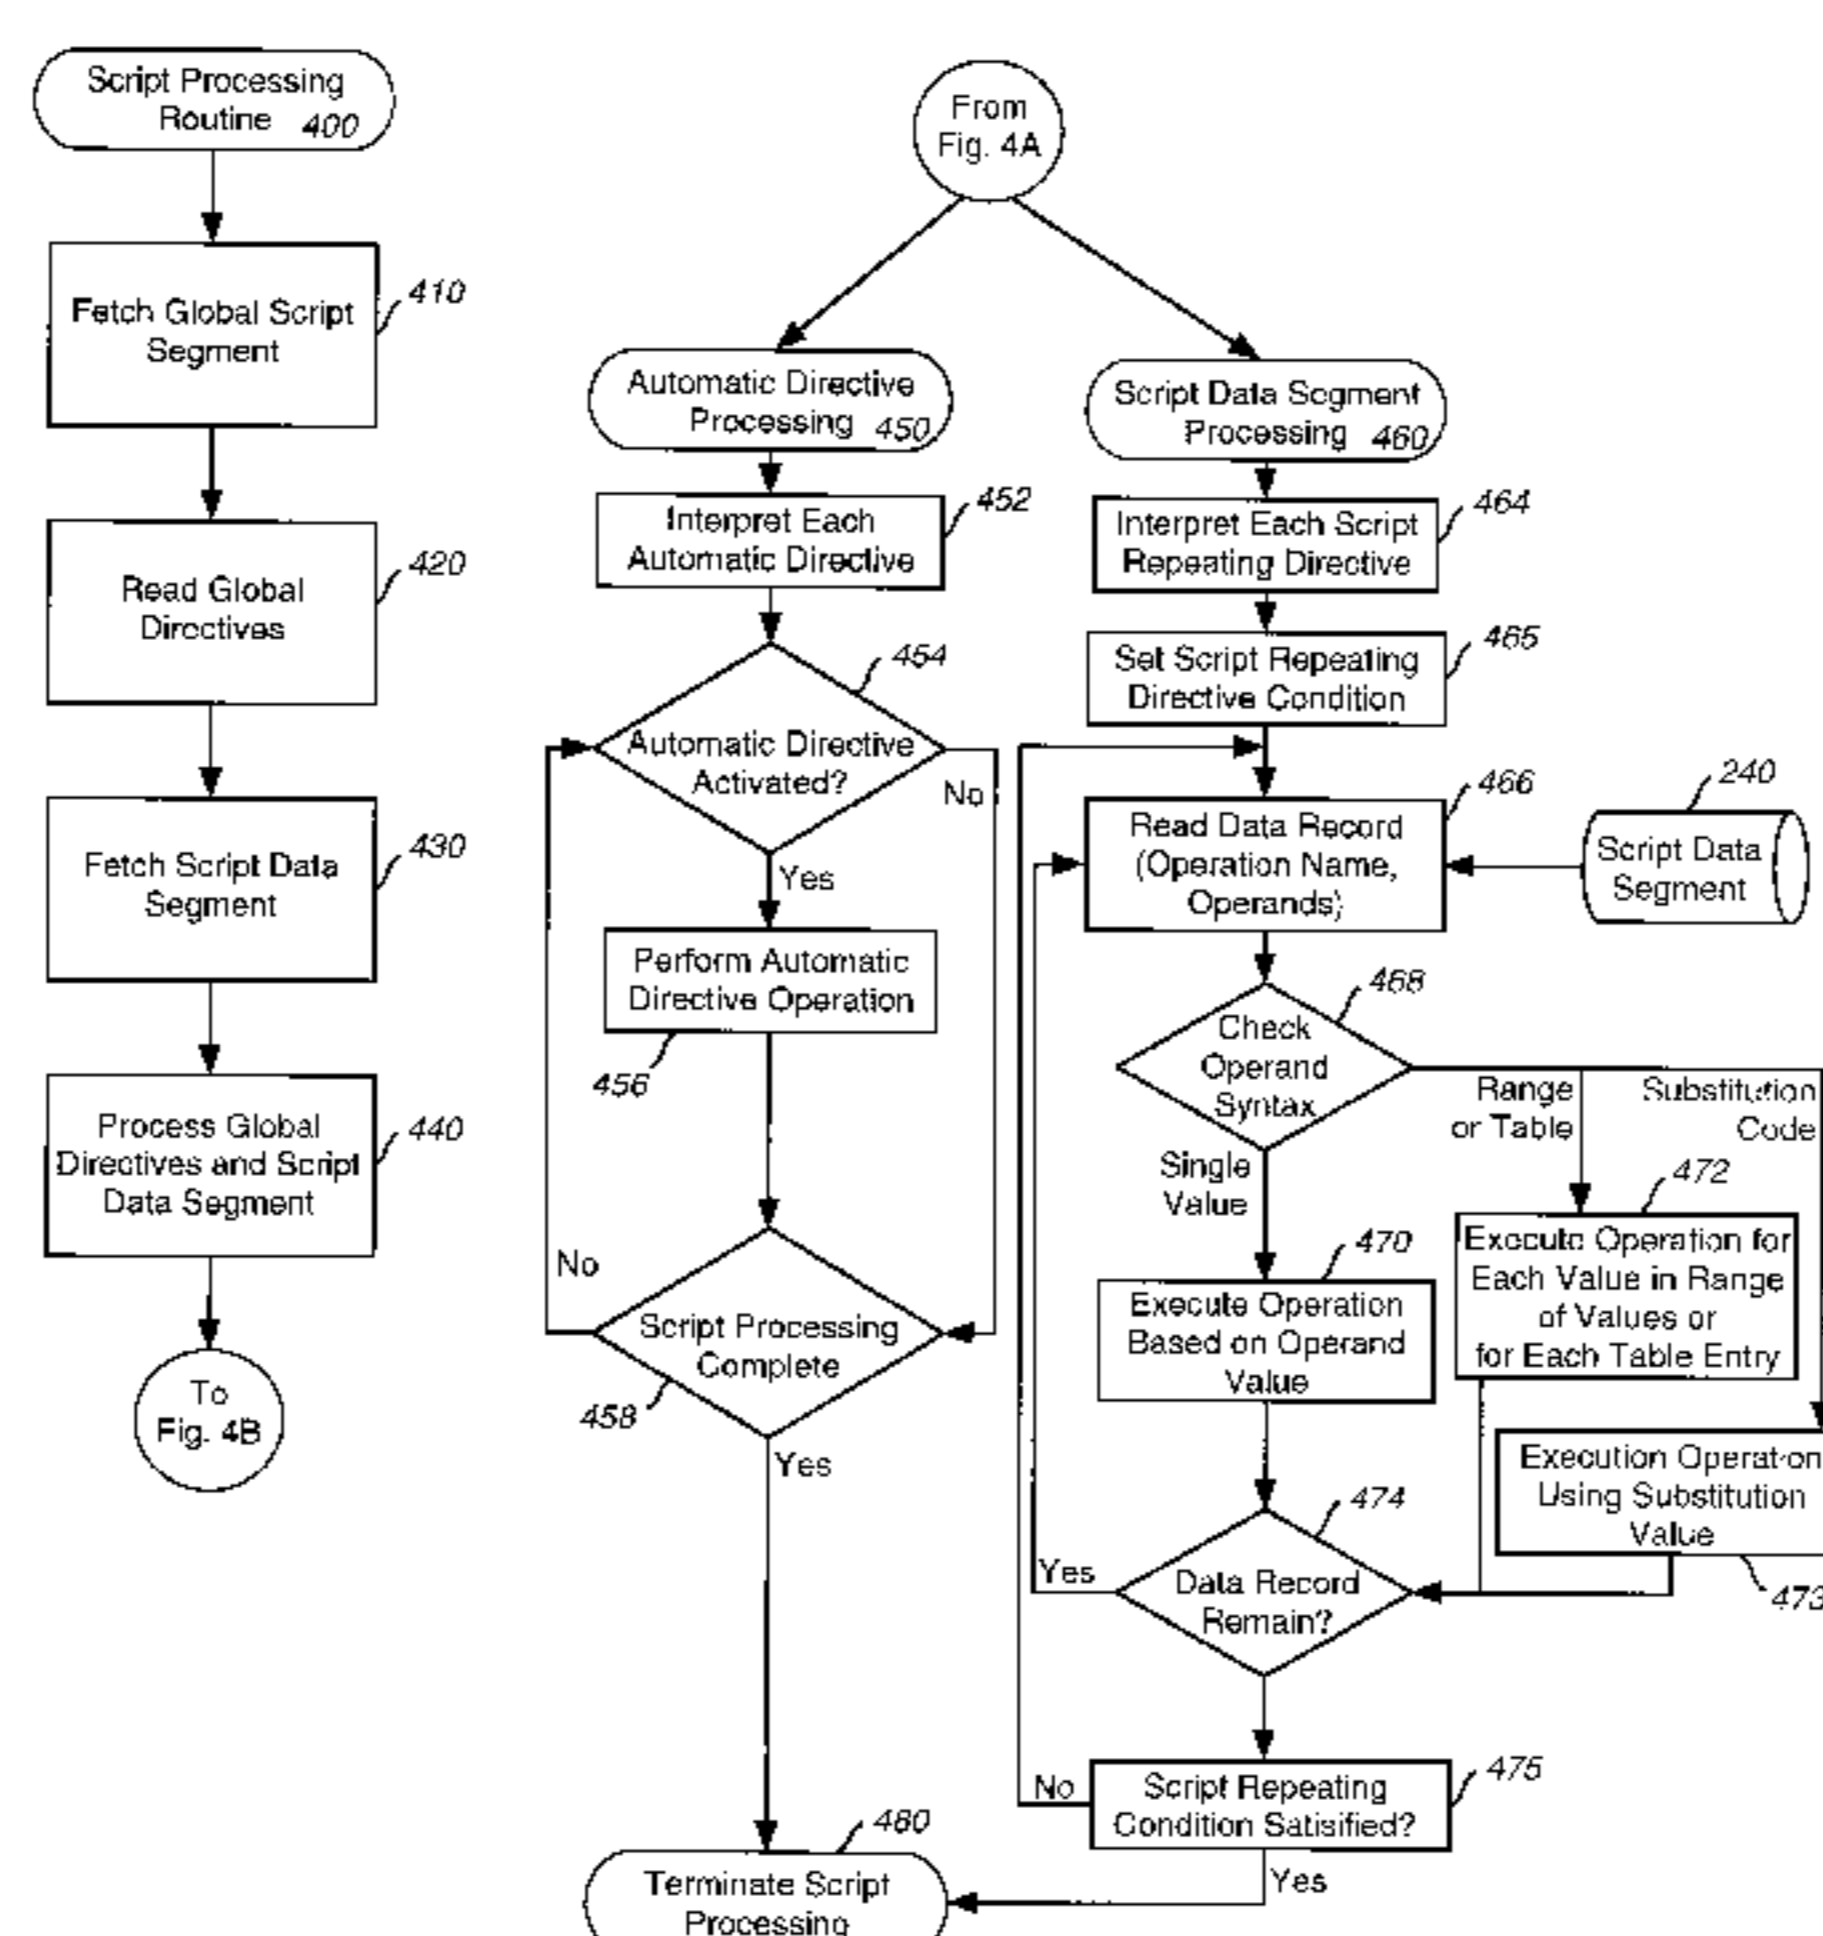 Script Processing
Routine 400
Fetch Global Script
Segment
410
Read Global
Directives
420
Fetch Script Data
Segment
430
Process Global
Directives and Script
Data Segment
440
To
Fig. 4B
From
Fig. 4A
Automatic Directive
Processing 450
Interpret Each
Automatic Directive
452
454
Automatic Directive
Activated?
No
Yes
Perform Automatic
Directive Operation
456
No
Script Processing
Complete
458
Yes
Script Data Segment
Processing 460
Interpret Each Script
Repeating Directive
464
Set Script Repeating
Directive Condition
465
Read Data Record
(Operation Name,
Operands)
466
240
Script Data
Segment
468
Check
Operand
Syntax
Range
or Table
Substitution
Code
Single
Value
470
Execute Operation
Based on Operand
Value
472
Execute Operation for
Each Value in Range
of Values or
for Each Table Entry
Execution Operation
Using Substitution
Value
473
474
Data Record
Remain?
Yes
Script Repeating
Condition Satisified?
475
No
Yes
480
Terminate Script
Processing